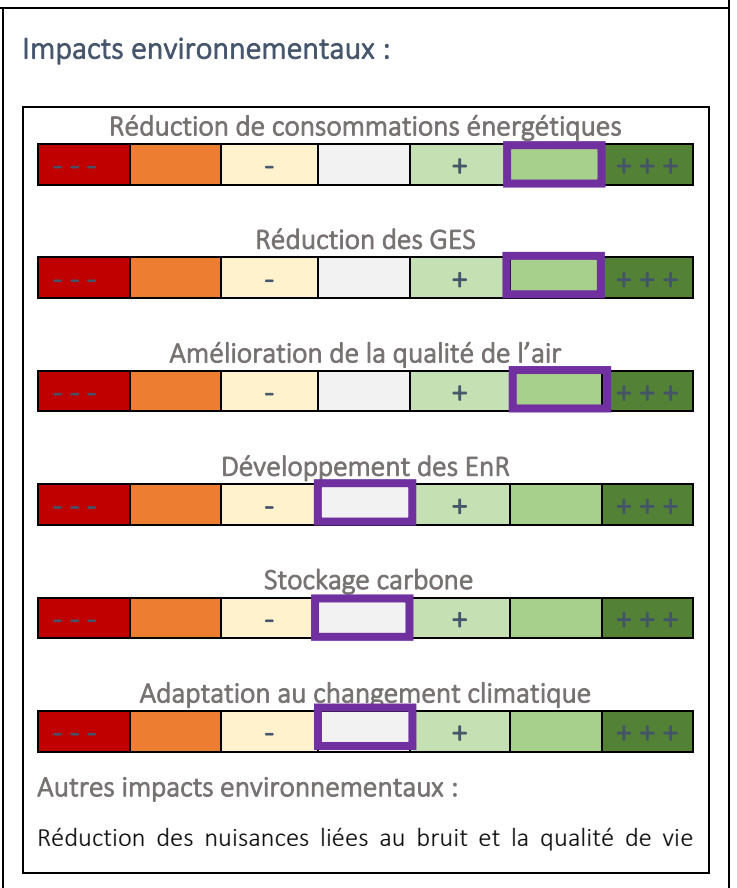 Impacts environnementaux :
Réduction de consommations énergétiques
- - - - + + + +
Réduction des GES
- - - - + + + +
Amélioration de la qualité de l’air
- - - - + + + +
Développement des EnR
- - - - + + + +
Stockage carbone
- - - - + + + +
Adaptation au changement climatique
- - - - + + + +
Autres impacts environnementaux :
Réduction des nuisances liées au bruit et la qualité de vie